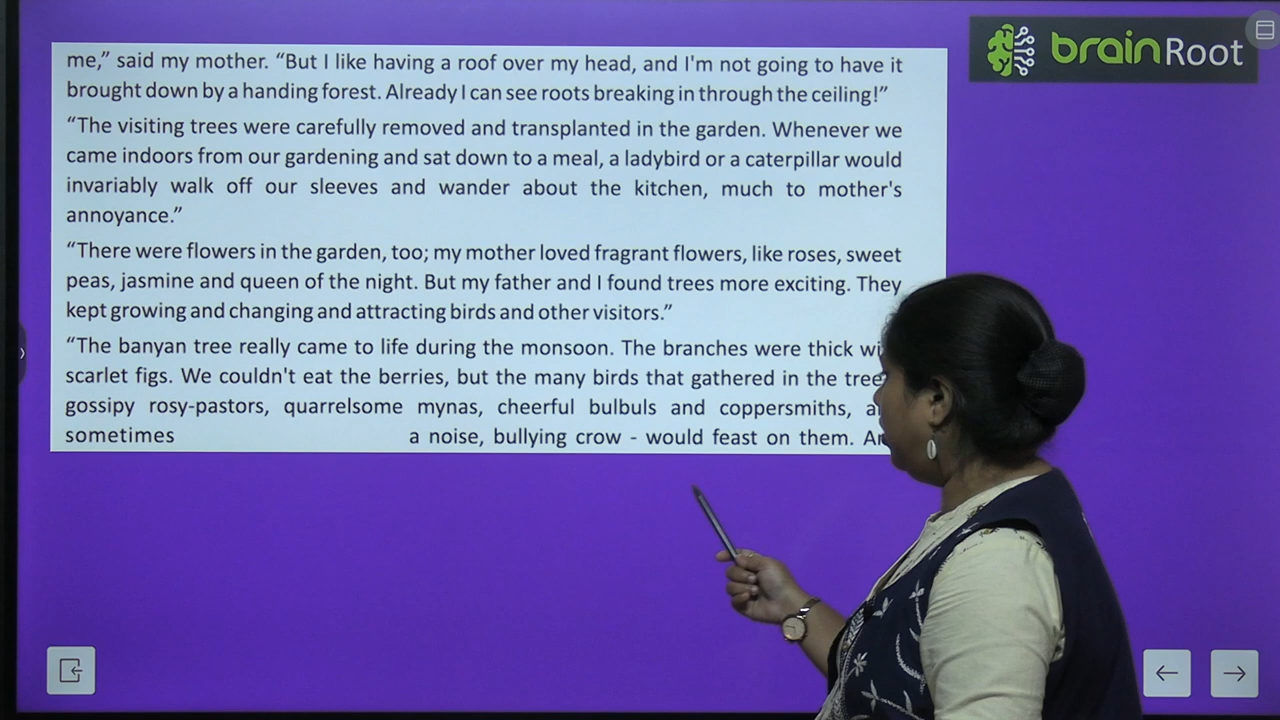 brainRoot
me,” said my mother. “But I like having a roof over my head, and I'm not going to have it
brought down by a handing forest. Already I can see roots breaking in through the ceiling!”
“The visiting trees were carefully removed and transplanted in the garden. Whenever we
came indoors from our gardening and sat down to a meal, a ladybird or a caterpillar would
invariably walk off our sleeves and wander about the kitchen, much to mother's
annoyance.”
“There were flowers in the garden, too; my mother loved fragrant flowers, like roses, sweet
peas, jasmine and queen of the night. But my father and I found trees more exciting. They
kept growing and changing and attracting birds and other visitors.”
“The banyan tree really came to life during the monsoon. The branches were thick
scarlet figs. We couldn't eat the berries, but the many birds that gathered in the tree
gossipy rosy-pastors, quarrelsome mynas, cheerful bulbuls and coppersmiths,
sometimes a noise, bullying crow - would feast on them.